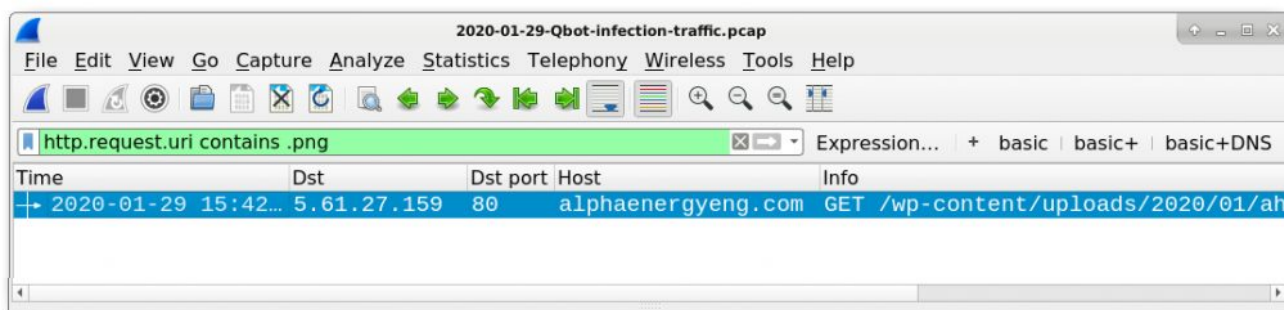 2020-01-29-Qbot-infection-traffic.pcap
File Edit View Go Capture Analyze Statistics Telephony Wireless Tools Help
http.request.uri contains .png Expression... + basic basic+ basic+DNS
Time Dst Dst port Host Info
2020-01-29 15:42… 5.61.27.159 80 alphaenergyeng.com GET /wp-content/uploads/2020/01/ah